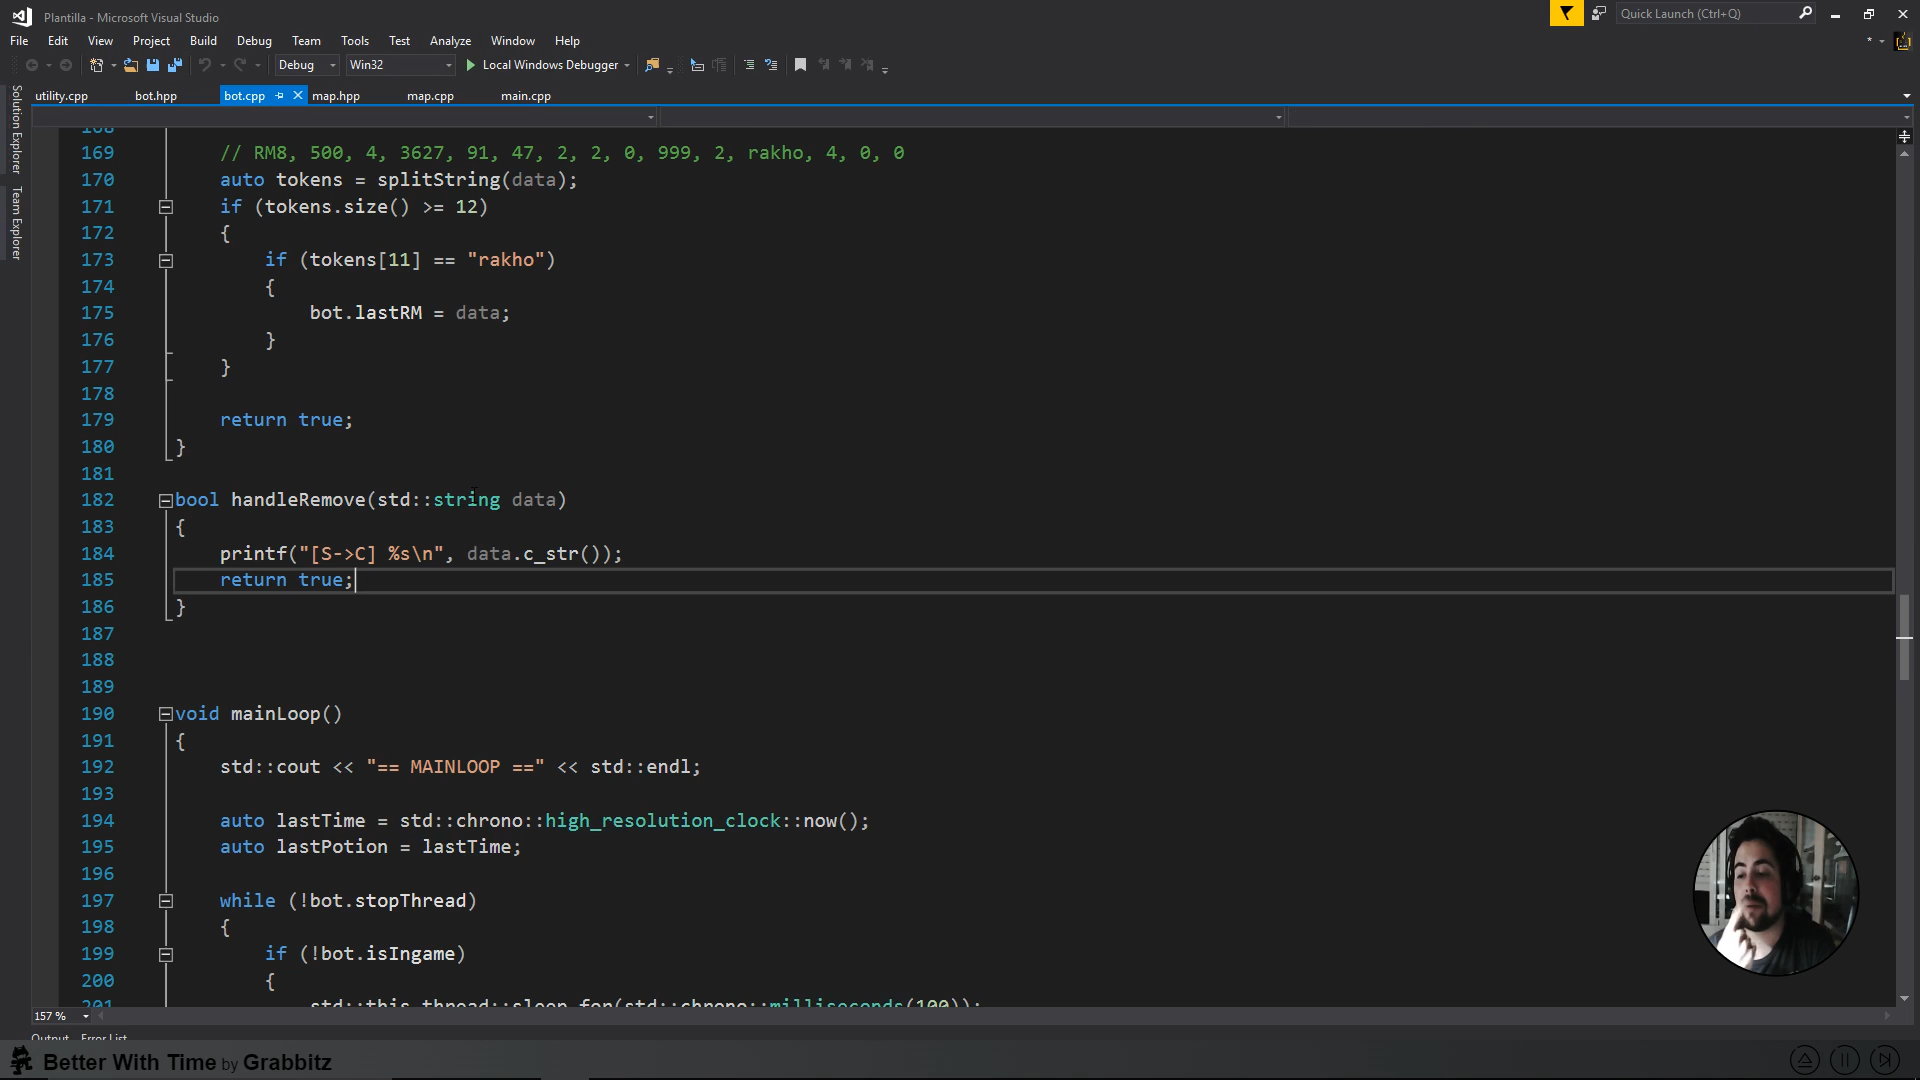 Plantilla - Microsoft Visual Studio
Quick Launch (Ctrl+Q)
File Edit View Project Build Debug Team Tools Test Analyze Window Help
Debug Win32 Local Windows Debugger
utility.cpp bot.hpp bot.cpp map.hpp map.cpp main.cpp
Solution Explorer
Team Explorer
168
169 // RM8, 500, 4, 3627, 91, 47, 2, 2, 0, 999, 2, rakho, 4, 0, 0
170 auto tokens = splitString(data);
171 if (tokens.size() >= 12)
172 {
173 if (tokens[11] == "rakho")
174 {
175 bot.lastRM = data;
176 }
177 }
178
179 return true;
180 }
181
182 bool handleRemove(std::string data)
183 {
184 printf("[S->C] %s\n", data.c_str());
185 return true;
186 }
187
188
189
190 void mainLoop()
191 {
192 std::cout << "== MAINLOOP ==" << std::endl;
193
194 auto lastTime = std::chrono::high_resolution_clock::now();
195 auto lastPotion = lastTime;
196
197 while (!bot.stopThread)
198 {
199 if (!bot.isIngame)
200 {
201 std::this_thread::sleep_for(std::chrono::milliseconds(100));
157 %
Output Error List
Better With Time by Grabbitz